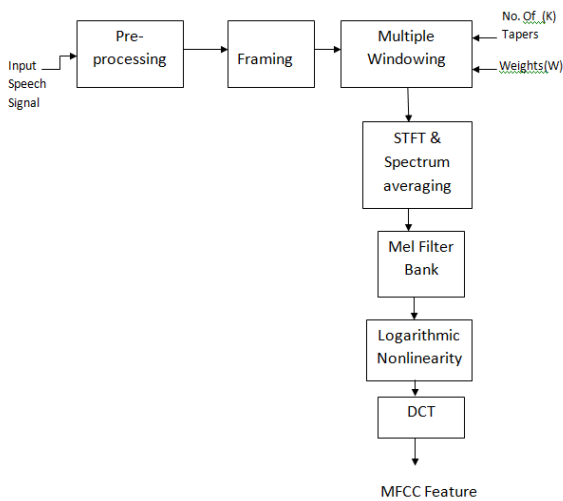 Pre-
processing
Framing
Multiple
Windowing
No. Of (K)
Tapers
Weights(W)
Input
Speech
Signal
STFT &
Spectrum
averaging
Mel Filter
Bank
Logarithmic
Nonlinearity
DCT
MFCC Feature